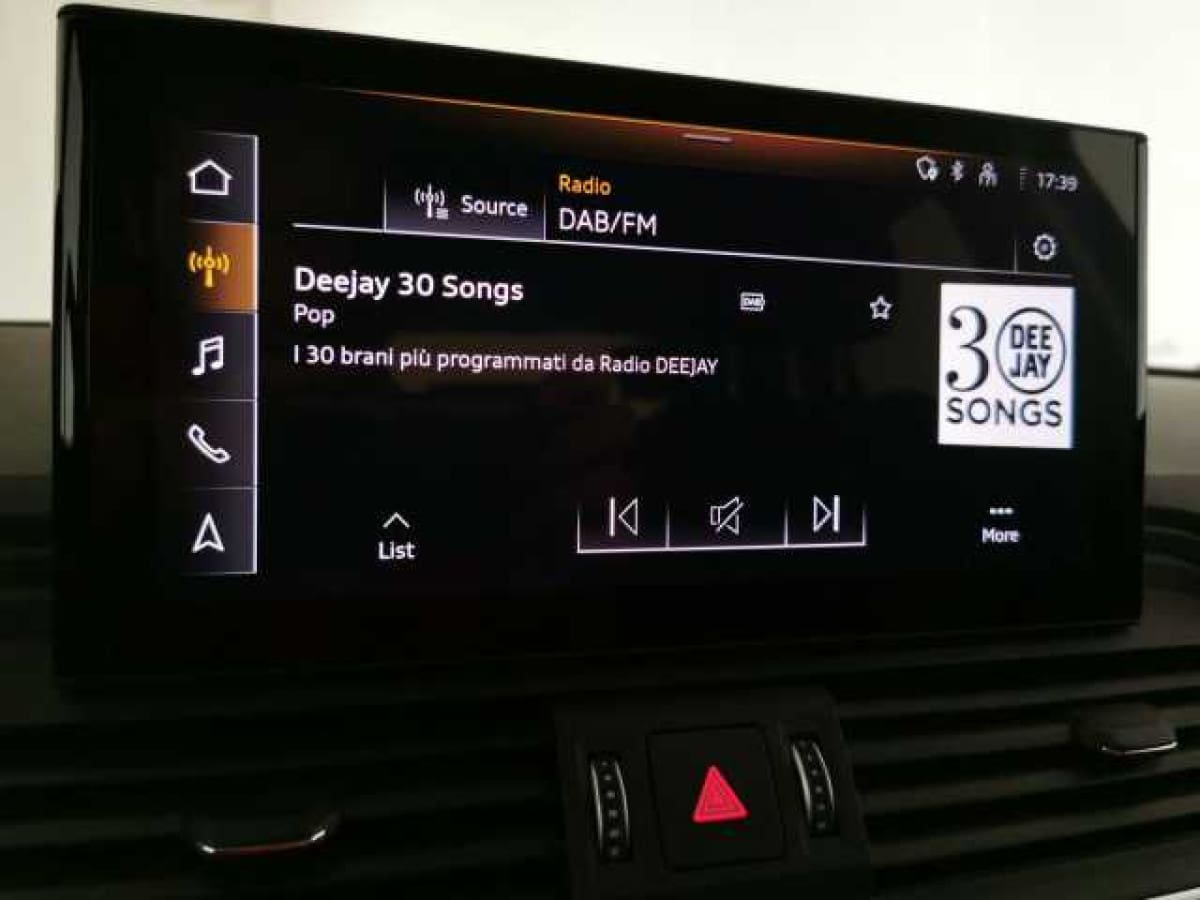 17:39
Source
Radio
DAB/FM
Deejay 30 Songs
DAB
Pop
I 30 brani più programmati da Radio DEEJAY
30
DEE
JAY
SONGS
List
More